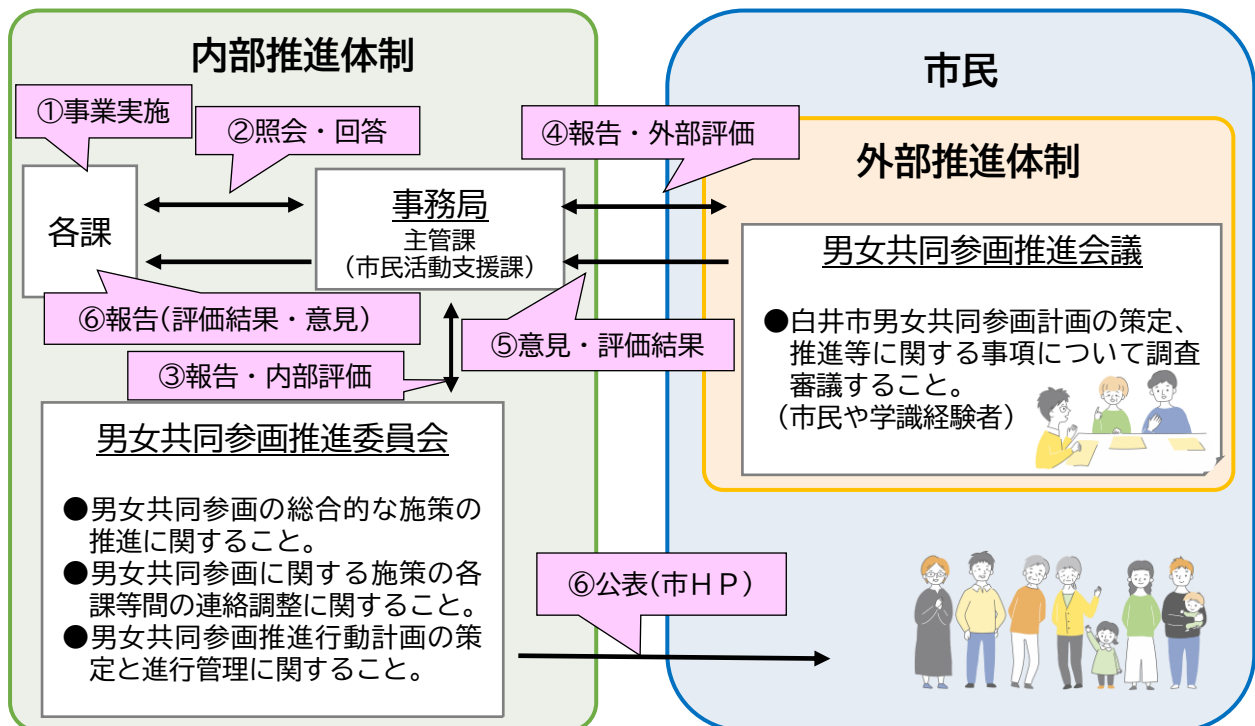 内部推進体制
市民
①事業実施
②照会・回答
④報告・外部評価
外部推進体制
各課
事務局
主管課
（市民活動支援課）
男女共同参画推進会議
⑥報告(評価結果・意見)
⑤意見・評価結果
③報告・内部評価
●白井市男女共同参画計画の策定、
推進等に関する事項について調査
審議すること。
（市民や学識経験者）
男女共同参画推進委員会
●男女共同参画の総合的な施策の
推進に関すること。
●男女共同参画に関する施策の各
課等間の連絡調整に関すること。
●男女共同参画推進行動計画の策
定と進行管理に関すること。
⑥公表(市ＨＰ)